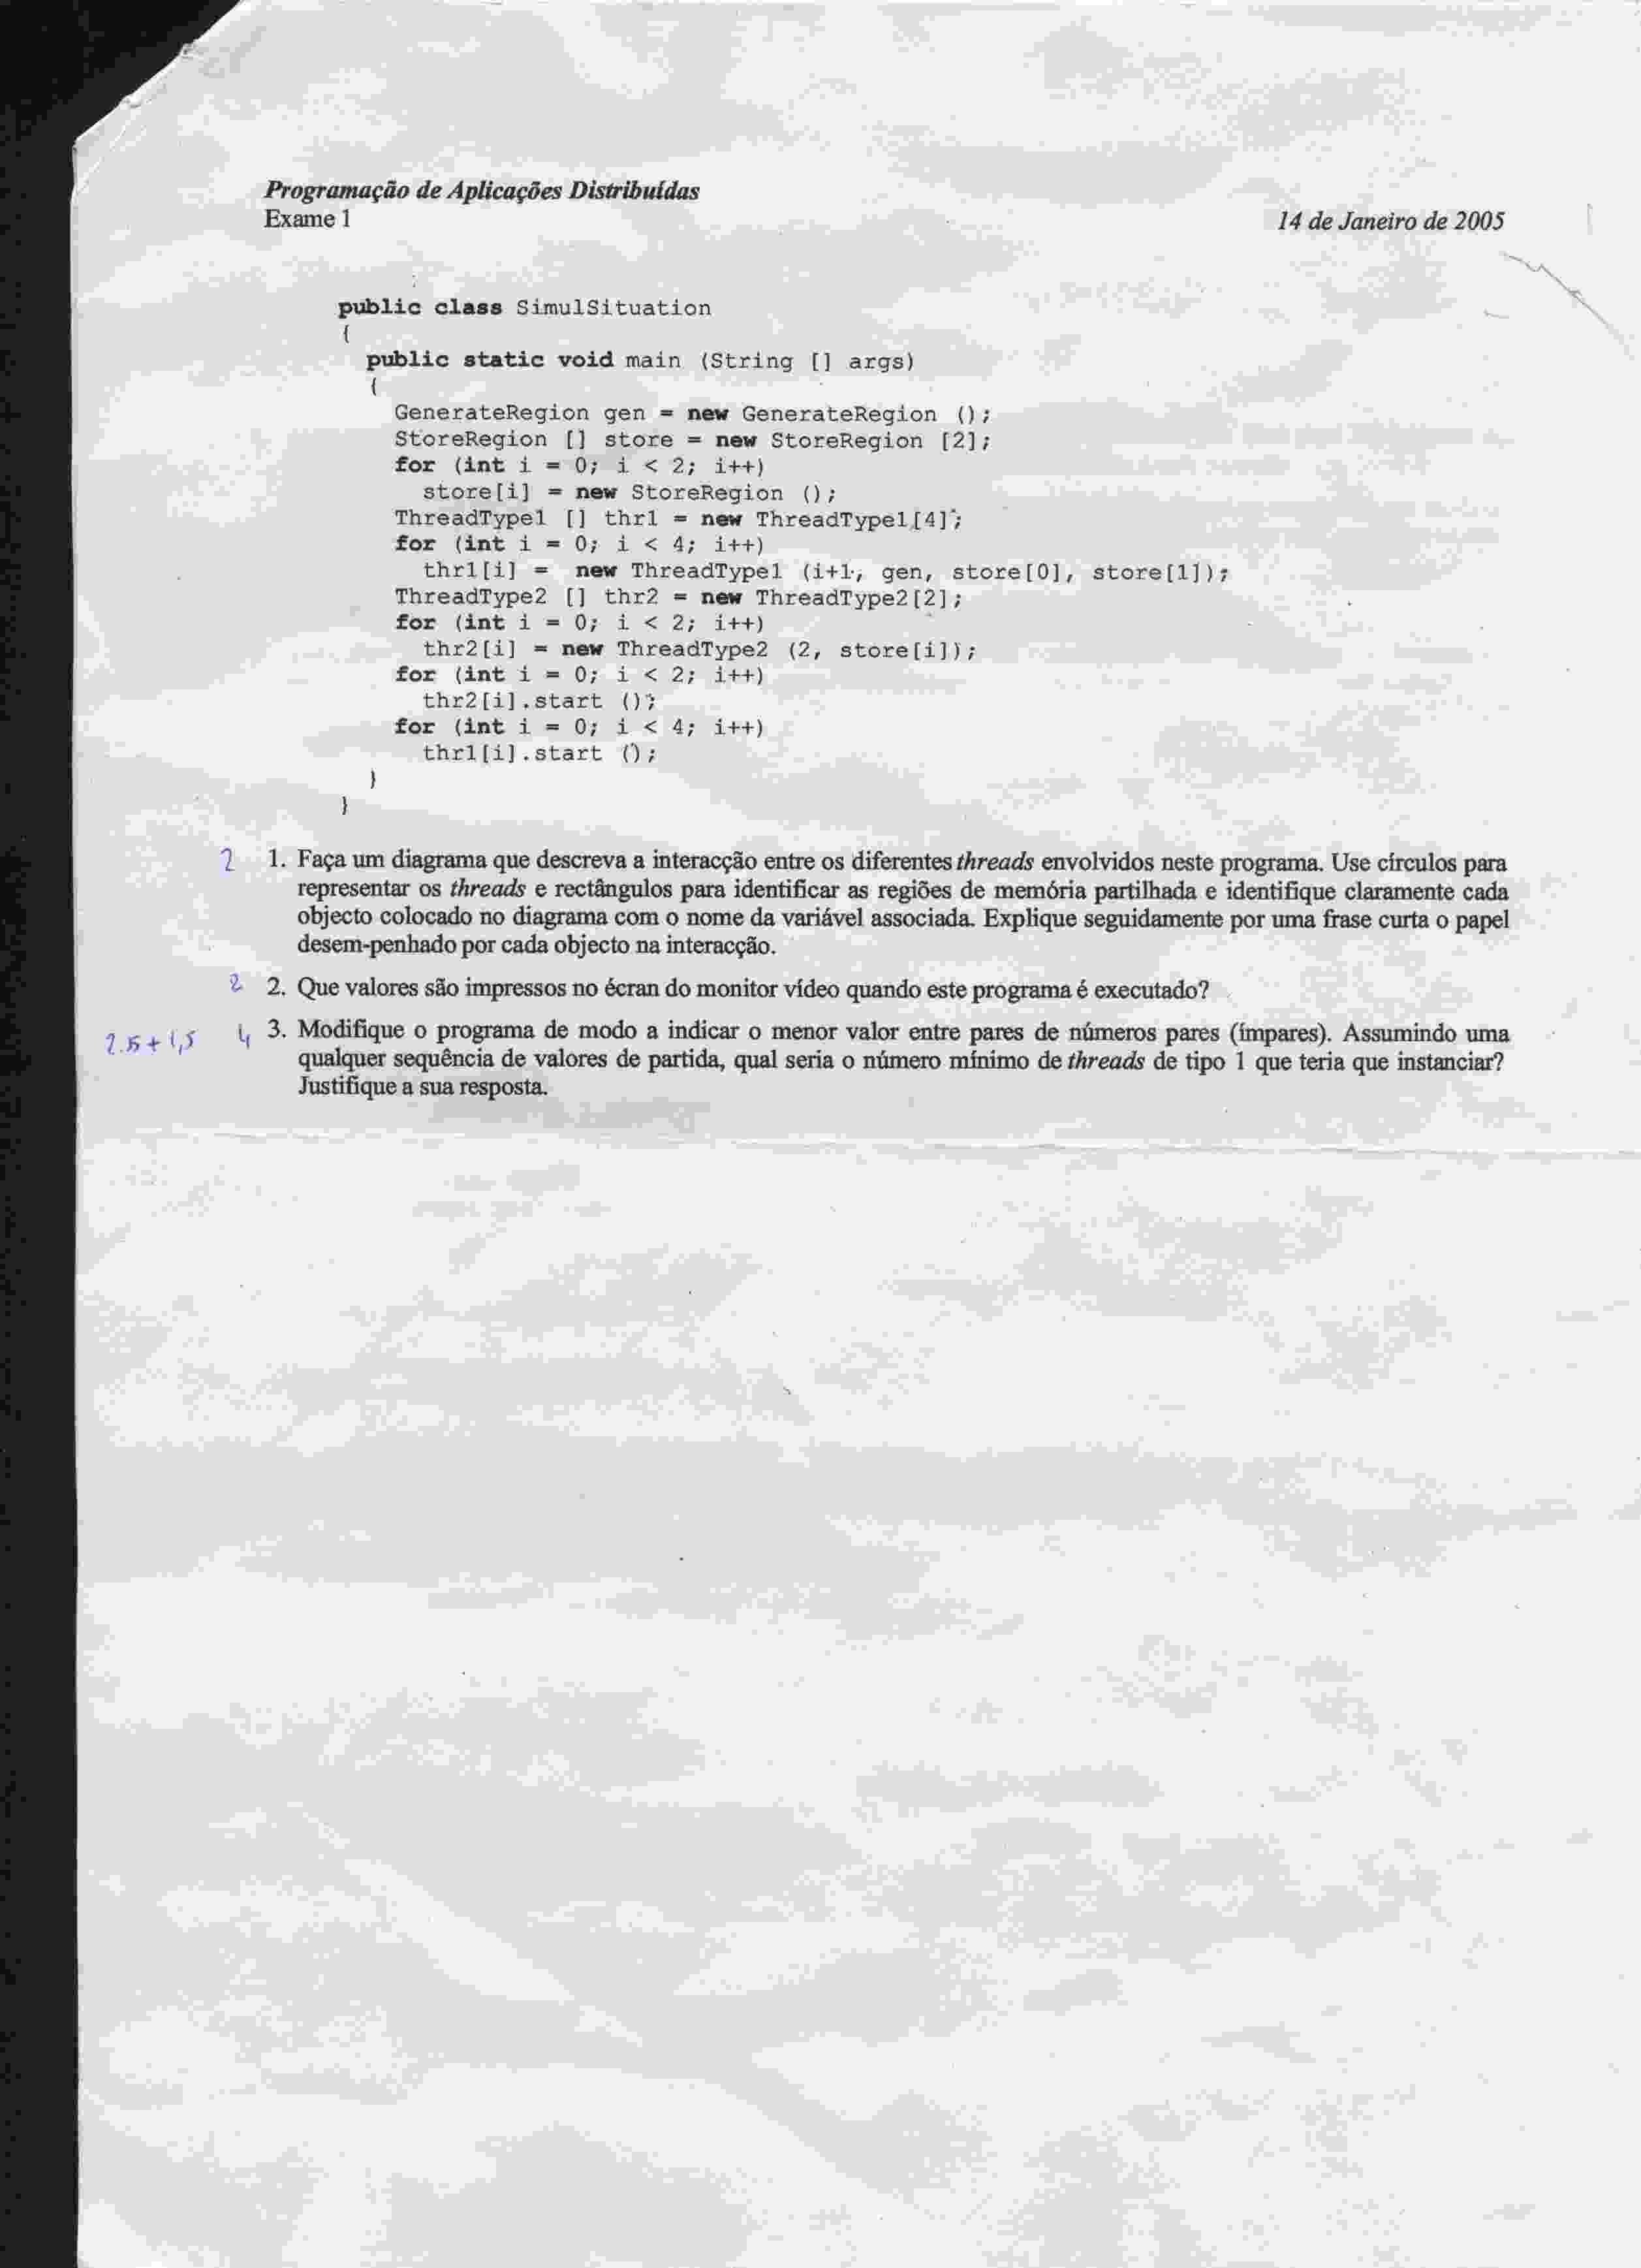 Programação de Aplicações Distribuídas
Exame 1
14 de Janeiro de 2005
public class SimulSituation
{
public static void main (String [] args)
{
GenerateRegion gen = new GenerateRegion ();
StoreRegion [] store = new StoreRegion [2];
for (int i = 0; i < 2; i++)
store[i] = new StoreRegion ();
ThreadType1 [] thr1 = new ThreadType1[4];
for (int i = 0; i < 4; i++)
thr1[i] = new ThreadType1 (i+1, gen, store[0], store[1]);
ThreadType2 [] thr2 = new ThreadType2[2];
for (int i = 0; i < 2; i++)
thr2[i] = new ThreadType2 (2, store[i]);
for (int i = 0; i < 2; i++)
thr2[i].start ();
for (int i = 0; i < 4; i++)
thr1[i].start ();
}
}
2 1. Faça um diagrama que descreva a interacção entre os diferentes threads envolvidos neste programa. Use círculos para
representar os threads e rectângulos para identificar as regiões de memória partilhada e identifique claramente cada
objecto colocado no diagrama com o nome da variável associada. Explique seguidamente por uma frase curta o papel
desem-penhado por cada objecto na interacção.
2 2. Que valores são impressos no écran do monitor vídeo quando este programa é executado?
2.5 + 1,5 4 3. Modifique o programa de modo a indicar o menor valor entre pares de números pares (ímpares). Assumindo uma
qualquer sequência de valores de partida, qual seria o número mínimo de threads de tipo 1 que teria que instanciar?
Justifique a sua resposta.